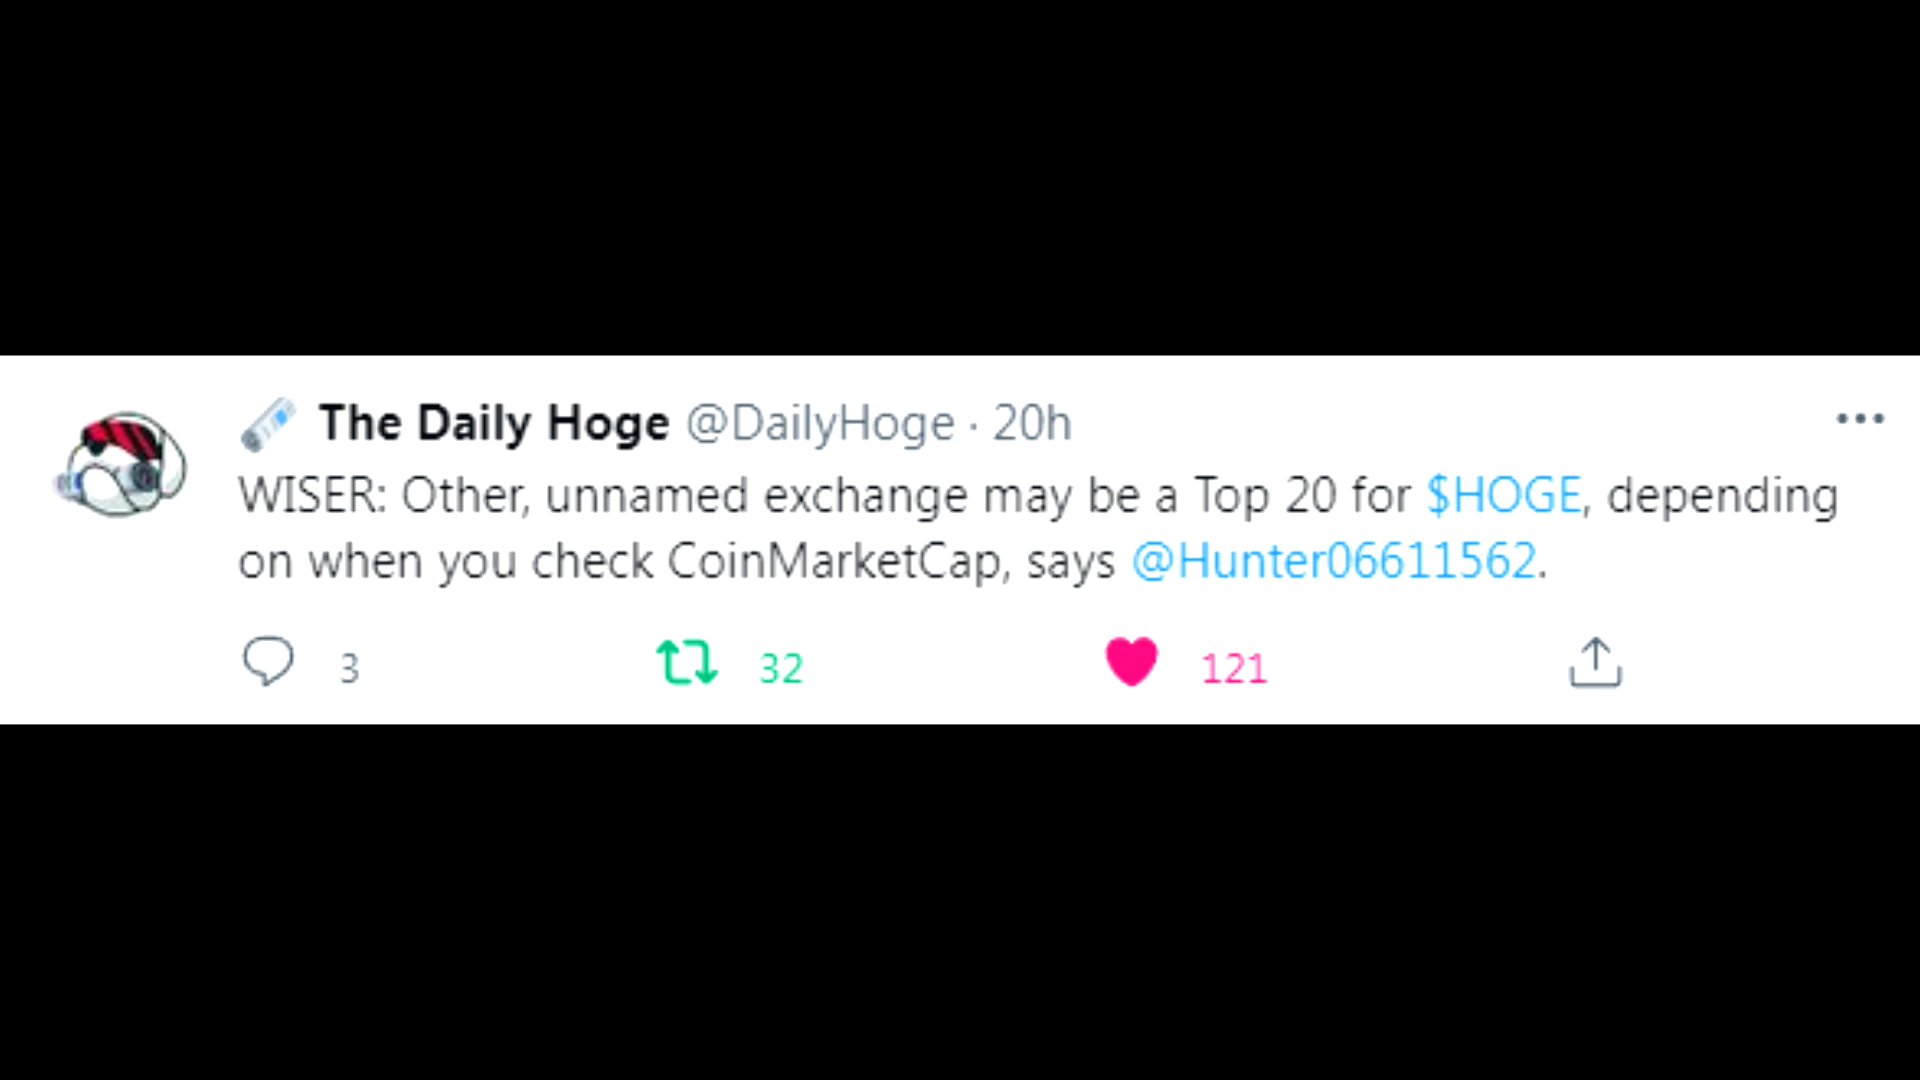 The Daily Hoge @DailyHoge · 20h
WISER: Other, unnamed exchange may be a Top 20 for $HOGE, depending
on when you check CoinMarketCap, says @Hunter06611562.
3 32 121